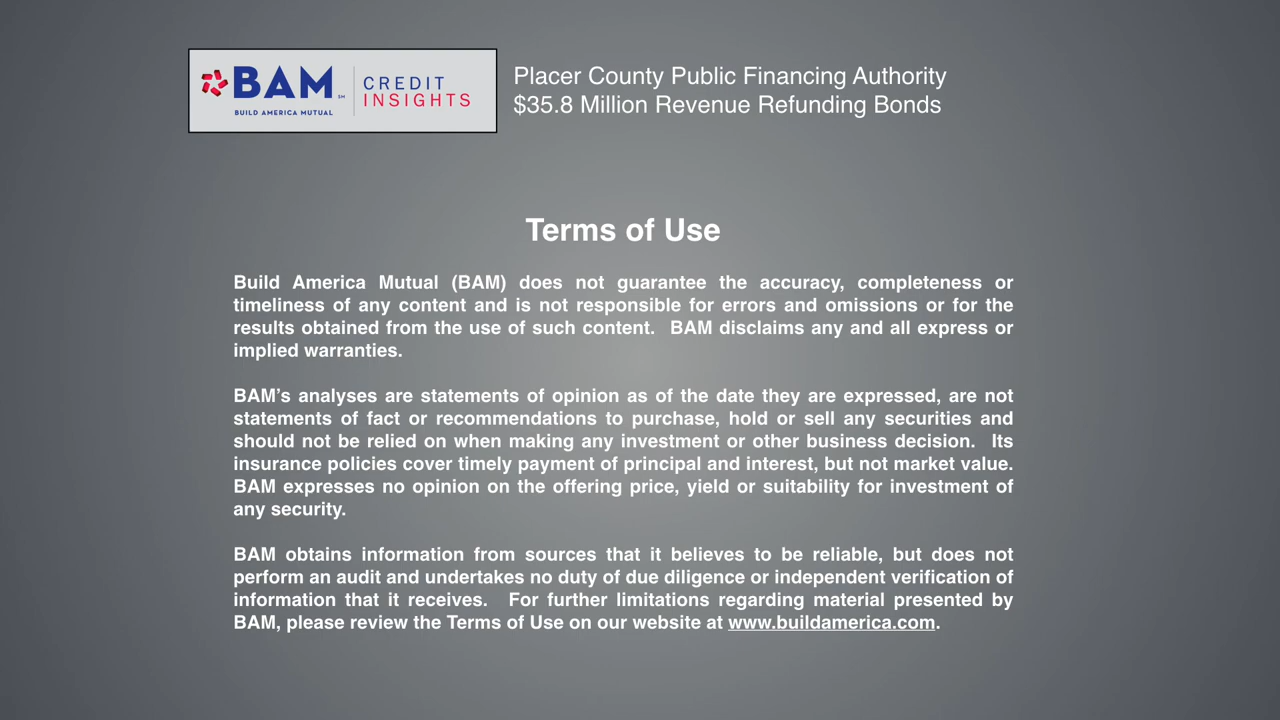 BAM SM
BUILD AMERICA MUTUAL
CREDIT
INSIGHTS
Placer County Public Financing Authority
$35.8 Million Revenue Refunding Bonds
Terms of Use
Build America Mutual (BAM) does not guarantee the accuracy, completeness or
timeliness of any content and is not responsible for errors and omissions or for the
results obtained from the use of such content.  BAM disclaims any and all express or
implied warranties.
BAM’s analyses are statements of opinion as of the date they are expressed, are not
statements of fact or recommendations to purchase, hold or sell any securities and
should not be relied on when making any investment or other business decision.  Its
insurance policies cover timely payment of principal and interest, but not market value.
BAM expresses no opinion on the offering price, yield or suitability for investment of
any security.
BAM obtains information from sources that it believes to be reliable, but does not
perform an audit and undertakes no duty of due diligence or independent verification of
information that it receives.  For further limitations regarding material presented by
BAM, please review the Terms of Use on our website at www.buildamerica.com.